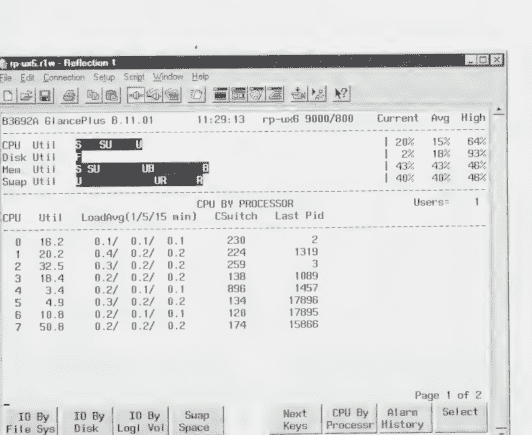 rp-ux6.r1w - Reflection 1
File Edit Connection Setup Script Window Help
B3692A GlancePlus B.11.01 11:29:13 rp-ux6 9000/800 Current Avg High
CPU Util S SU U | 20% 15% 64%
Disk Util F | 2% 18% 93%
Mem Util S SU UB B | 43% 43% 46%
Swap Util U UR R | 40% 40% 46%
CPU BY PROCESSOR Users= 1
CPU Util LoadAvg(1/5/15 min) CSwitch Last Pid
0 16.2 0.1/ 0.1/ 0.1 230 2
1 20.2 0.4/ 0.2/ 0.2 224 1319
2 32.5 0.3/ 0.2/ 0.2 259 3
3 18.4 0.2/ 0.2/ 0.2 138 1089
4 3.4 0.2/ 0.1/ 0.1 896 1457
5 4.9 0.3/ 0.2/ 0.2 134 17896
6 10.8 0.2/ 0.1/ 0.1 120 17895
7 50.8 0.2/ 0.2/ 0.2 174 15866
Page 1 of 2
IO By IO By IO By Swap Next CPU By Alarm Select
File Sys Disk Logl Vol Space Keys Processr History